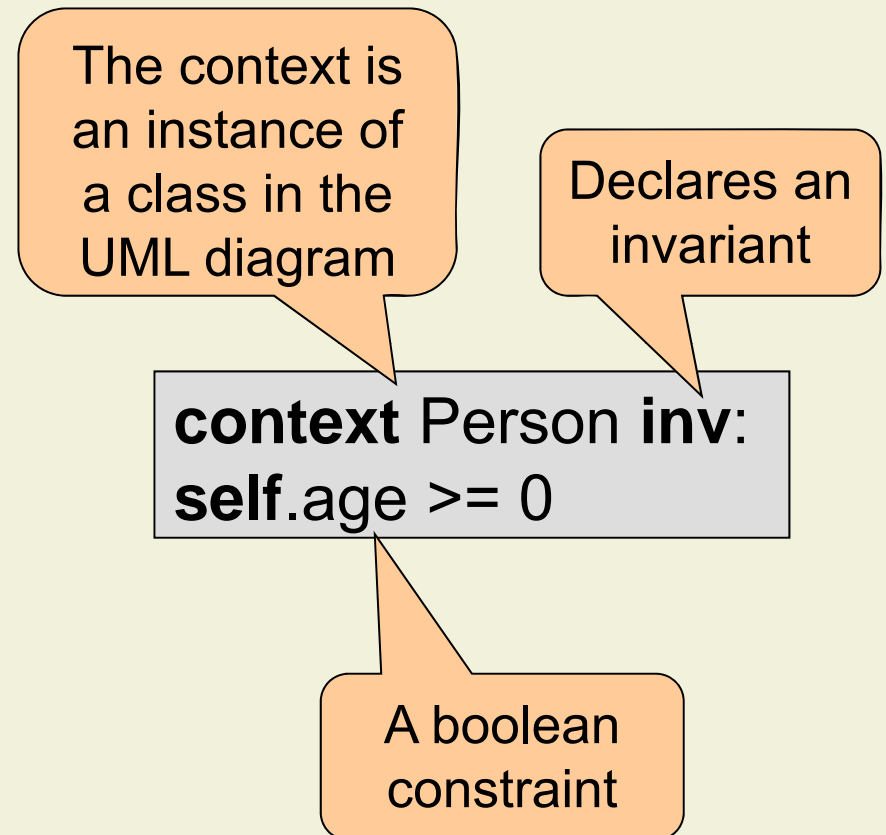 The context is
an instance of
a class in the
UML diagram
Declares an
invariant
context Person inv:
self.age >= 0
A boolean
constraint